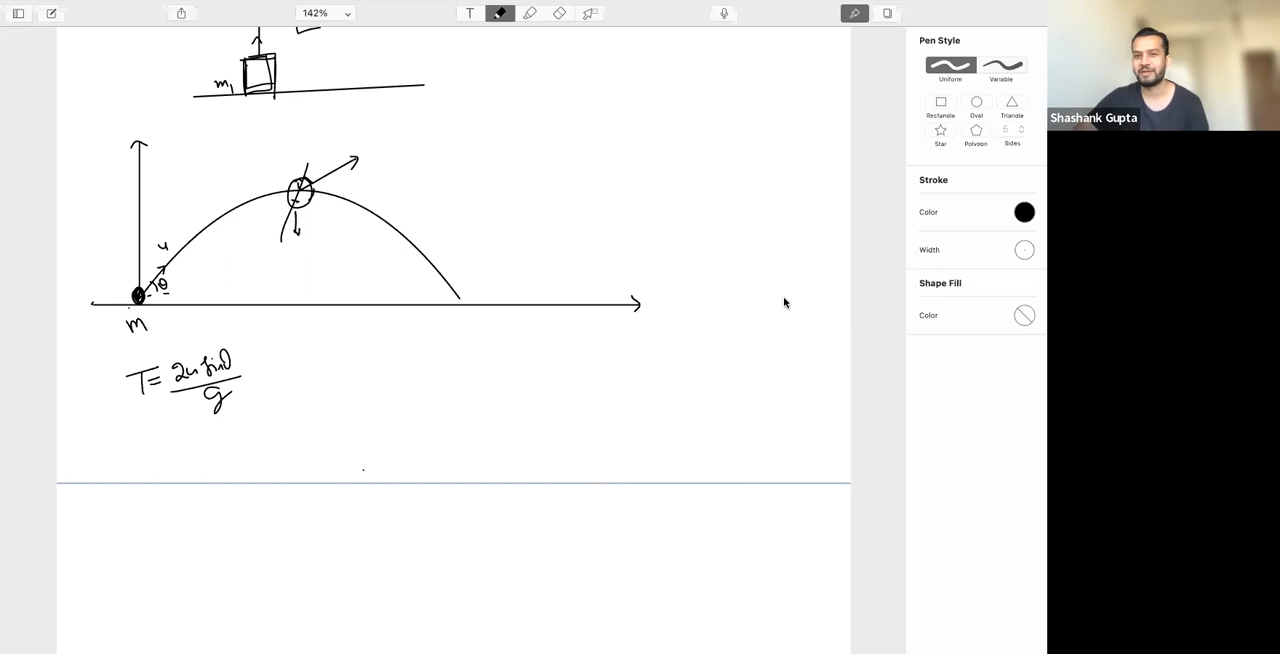 142%
T
Pen Style
Uniform
Variable
Rectangle
Oval
Triangle
5
Star
Polygon
Sides
Stroke
Color
Width
Shape Fill
Color
Shashank Gupta
m₁
u
θ
m
T = 2u sinθ / g